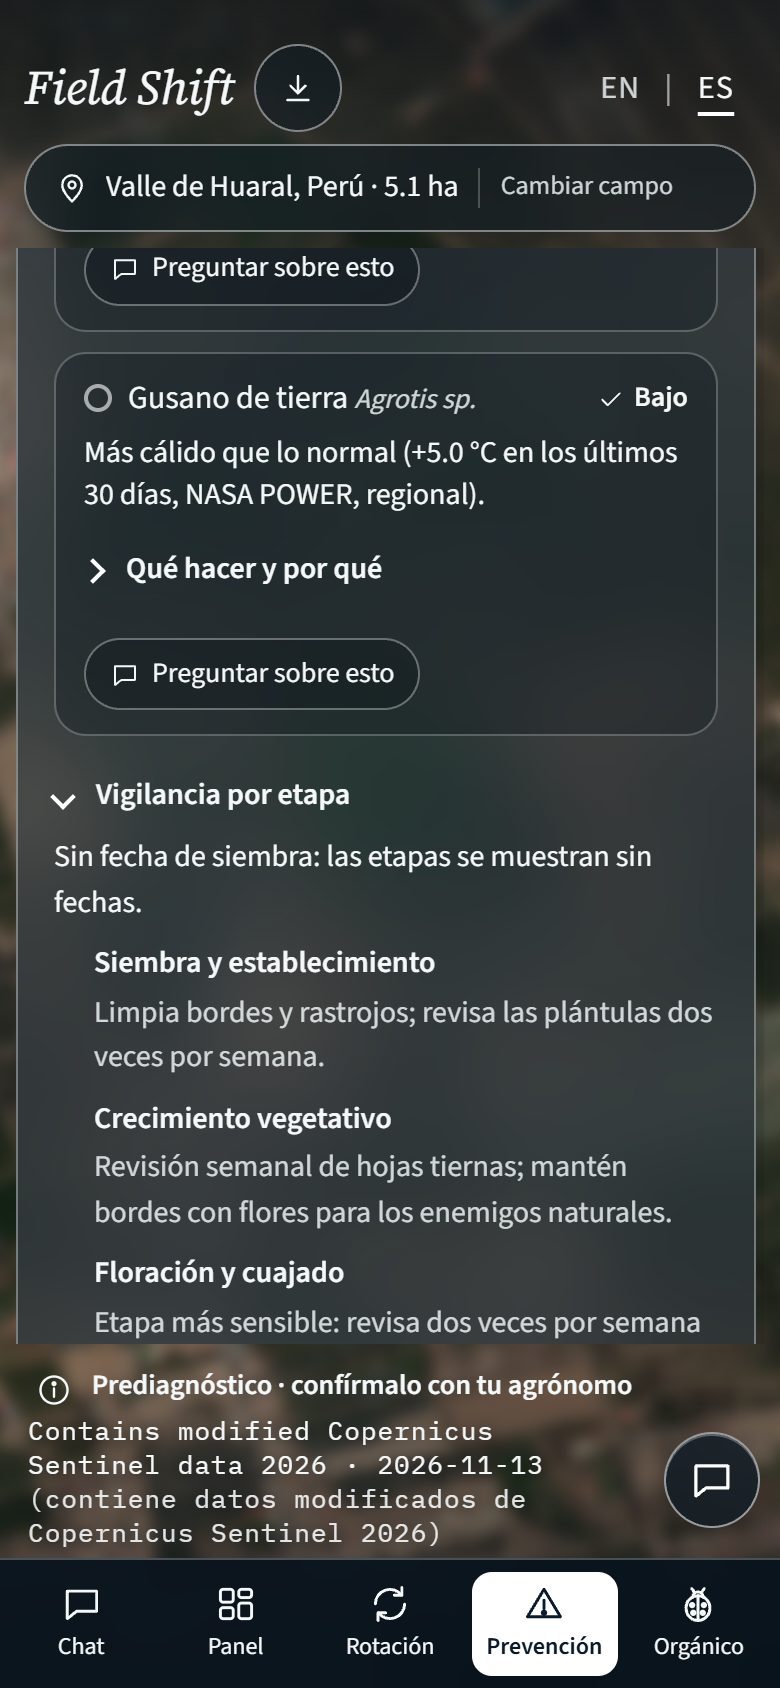 Field Shift
EN | ES
Valle de Huaral, Perú · 5.1 ha | Cambiar campo
Preguntar sobre esto
Gusano de tierra Agrotis sp. Bajo
Más cálido que lo normal (+5.0 °C en los últimos
30 días, NASA POWER, regional).
Qué hacer y por qué
Preguntar sobre esto
Vigilancia por etapa
Sin fecha de siembra: las etapas se muestran sin
fechas.
Siembra y establecimiento
Limpia bordes y rastrojos; revisa las plántulas dos
veces por semana.
Crecimiento vegetativo
Revisión semanal de hojas tiernas; mantén
bordes con flores para los enemigos naturales.
Floración y cuajado
Etapa más sensible: revisa dos veces por semana
Prediagnóstico · confírmalo con tu agrónomo
Contains modified Copernicus
Sentinel data 2026 · 2026-11-13
(contiene datos modificados de
Copernicus Sentinel 2026)
Chat Panel Rotación Prevención Orgánico